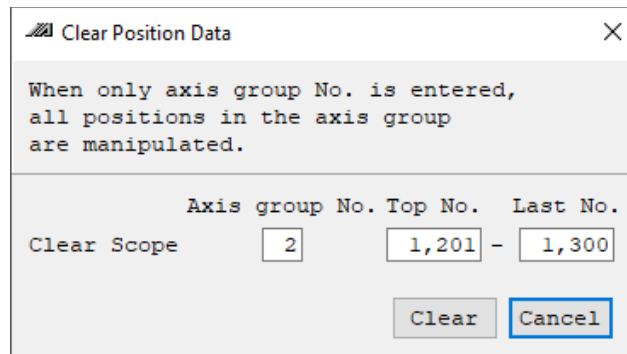 Clear Position Data
When only axis group No. is entered,
all positions in the axis group
are manipulated.
Axis group No. Top No. Last No.
Clear Scope 2 1,201 - 1,300
Clear Cancel